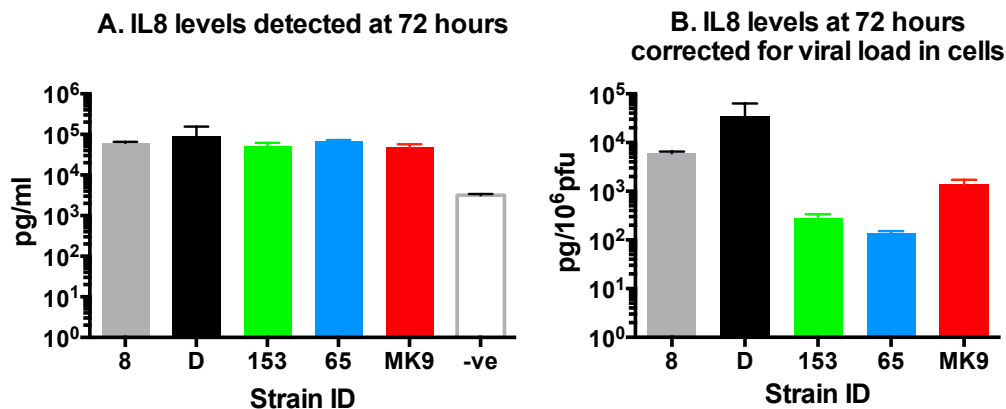 A. IL8 levels detected at 72 hours
pg/ml
10⁶
10⁵
10⁴
10³
10²
10¹
10⁰
8 D 153 65 MK9 -ve
Strain ID
B. IL8 levels at 72 hours
corrected for viral load in cells
pg/10⁶pfu
10⁵
10⁴
10³
10²
10¹
10⁰
8 D 153 65 MK9
Strain ID